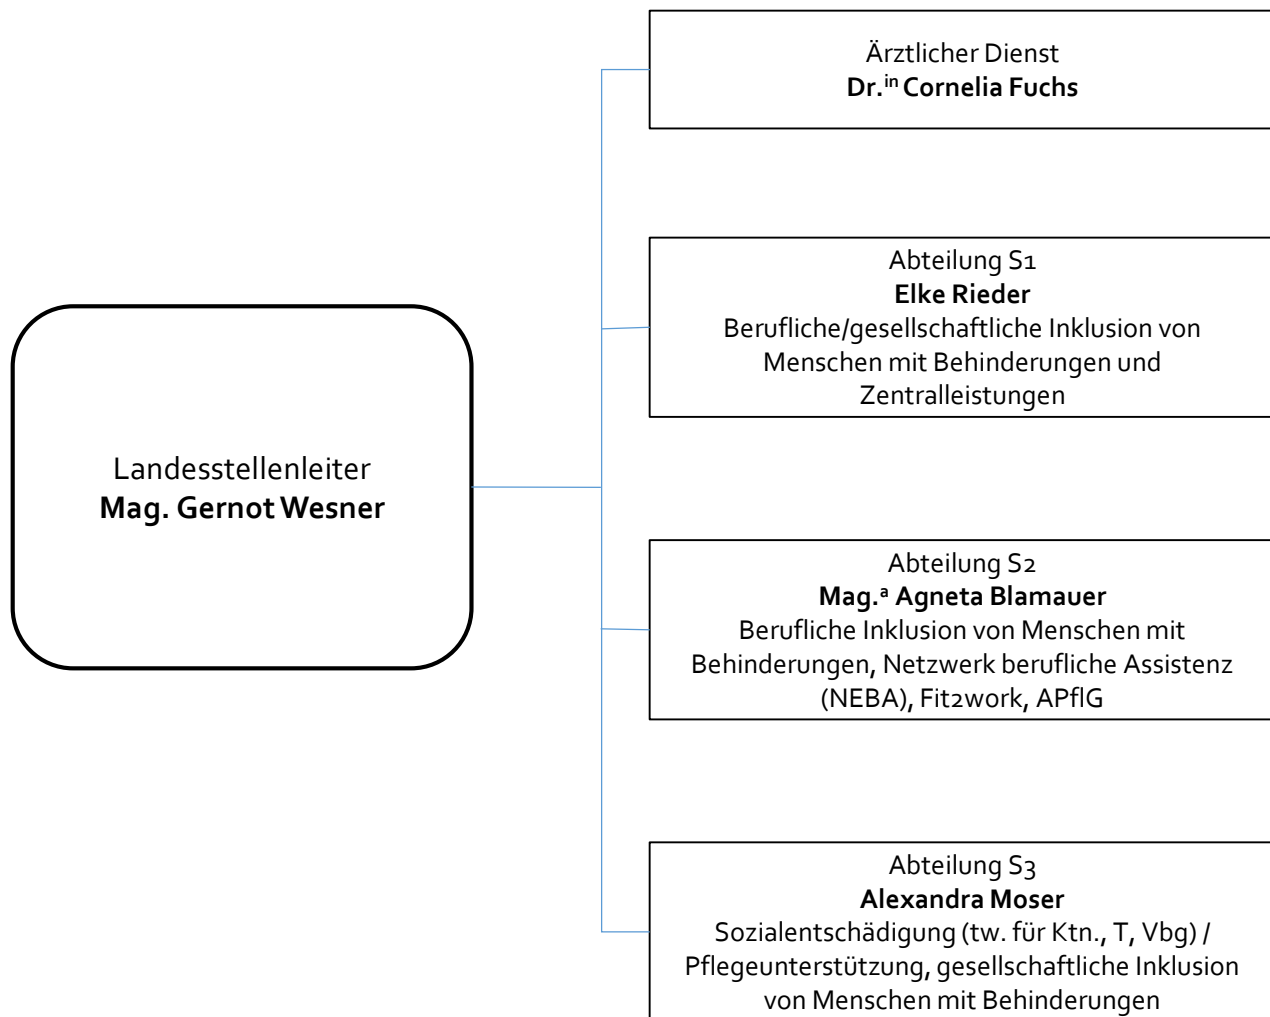 Ärztlicher Dienst
Dr.ⁱⁿ Cornelia Fuchs
Abteilung S1
Elke Rieder
Berufliche/gesellschaftliche Inklusion von
Menschen mit Behinderungen und
Zentralleistungen
Landesstellenleiter
Mag. Gernot Wesner
Abteilung S2
Mag.ᵃ Agneta Blamauer
Berufliche Inklusion von Menschen mit
Behinderungen, Netzwerk berufliche Assistenz
(NEBA), Fit2work, APflG
Abteilung S3
Alexandra Moser
Sozialentschädigung (tw. für Ktn., T, Vbg) /
Pflegeunterstützung, gesellschaftliche Inklusion
von Menschen mit Behinderungen